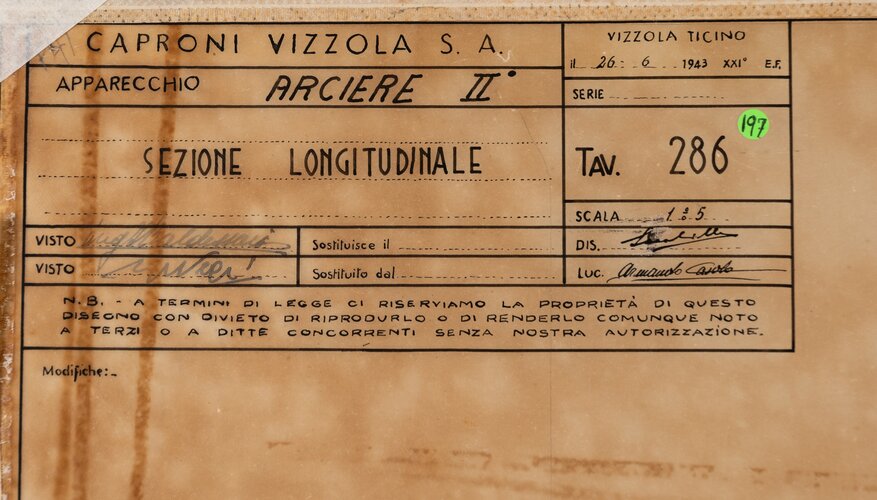 CAPRONI VIZZOLA S. A.
VIZZOLA TICINO
il 26 - 6 1943 XXI° E.F.
APPARECCHIO ARCIERE II°
SERIE
SEZIONE LONGITUDINALE
TAV. 286
197
SCALA 1:5
VISTO
Sostituisce il
DIS.
VISTO
Sostituito dal
LUC. Armando
N.B. - A TERMINI DI LEGGE CI RISERVIAMO LA PROPRIETÀ DI QUESTO
DISEGNO CON DIVIETO DI RIPRODURLO O DI RENDERLO COMUNQUE NOTO
A TERZI O A DITTE CONCORRENTI SENZA NOSTRA AUTORIZZAZIONE.
Modifiche:-